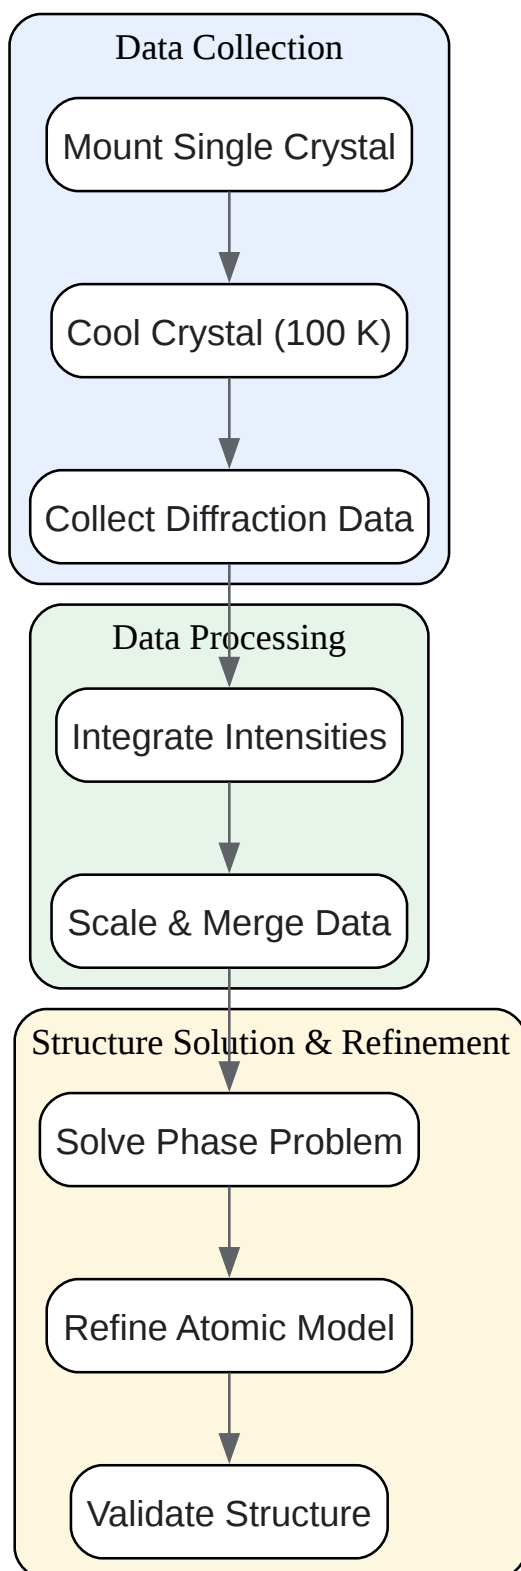 Data Collection
Mount Single Crystal
Cool Crystal (100 K)
Collect Diffraction Data
Data Processing
Integrate Intensities
Scale & Merge Data
Structure Solution & Refinement
Solve Phase Problem
Refine Atomic Model
Validate Structure